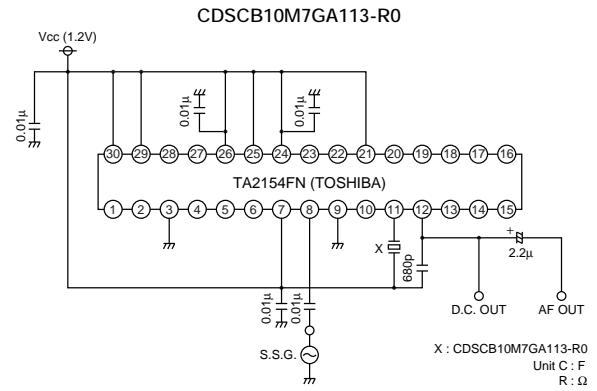 CDSCB10M7GA113-R0
Vcc (1.2V)
0.01μ
0.01μ
0.01μ
30 29 28 27 26 25 24 23 22 21 20 19 18 17 16
TA2154FN (TOSHIBA)
1 2 3 4 5 6 7 8 9 10 11 12 13 14 15
X
680p
+
2.2μ
0.01μ
0.01μ
D.C. OUT
AF OUT
S.S.G.
X : CDSCB10M7GA113-R0
Unit C : F
R : Ω